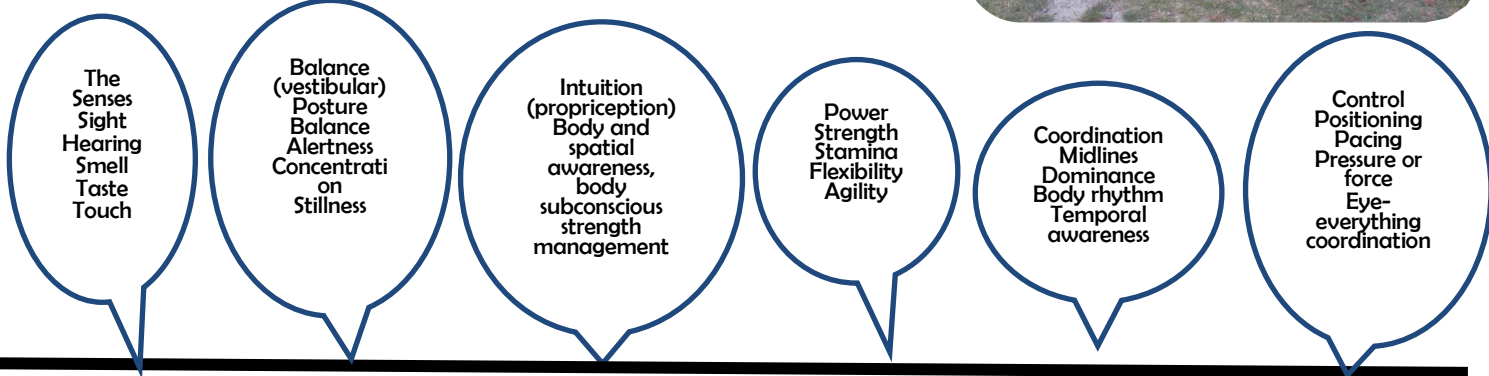 The
Senses
Sight
Hearing
Smell
Taste
Touch
Balance
(vestibular)
Posture
Balance
Alertness
Concentrati
on
Stillness
Intuition
(propriception)
Body and
spatial
awareness,
body
subconscious
strength
management
Power
Strength
Stamina
Flexibility
Agility
Coordination
Midlines
Dominance
Body rhythm
Temporal
awareness
Control
Positioning
Pacing
Pressure or
force
Eye-
everything
coordination